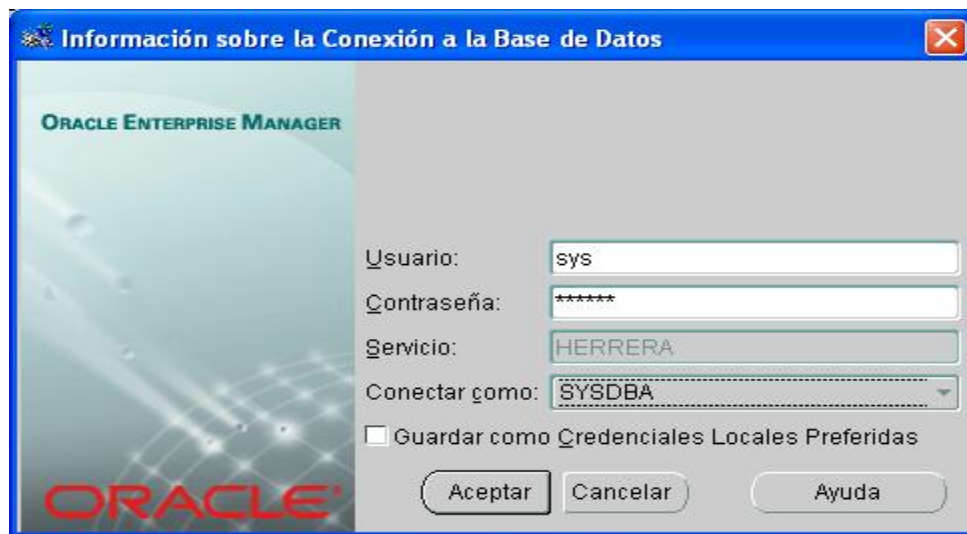 Información sobre la Conexión a la Base de Datos
ORACLE ENTERPRISE MANAGER
Usuario: sys
Contraseña: ******
Servicio: HERRERA
Conectar como: SYSDBA
Guardar como Credenciales Locales Preferidas
Aceptar Cancelar Ayuda
ORACLE